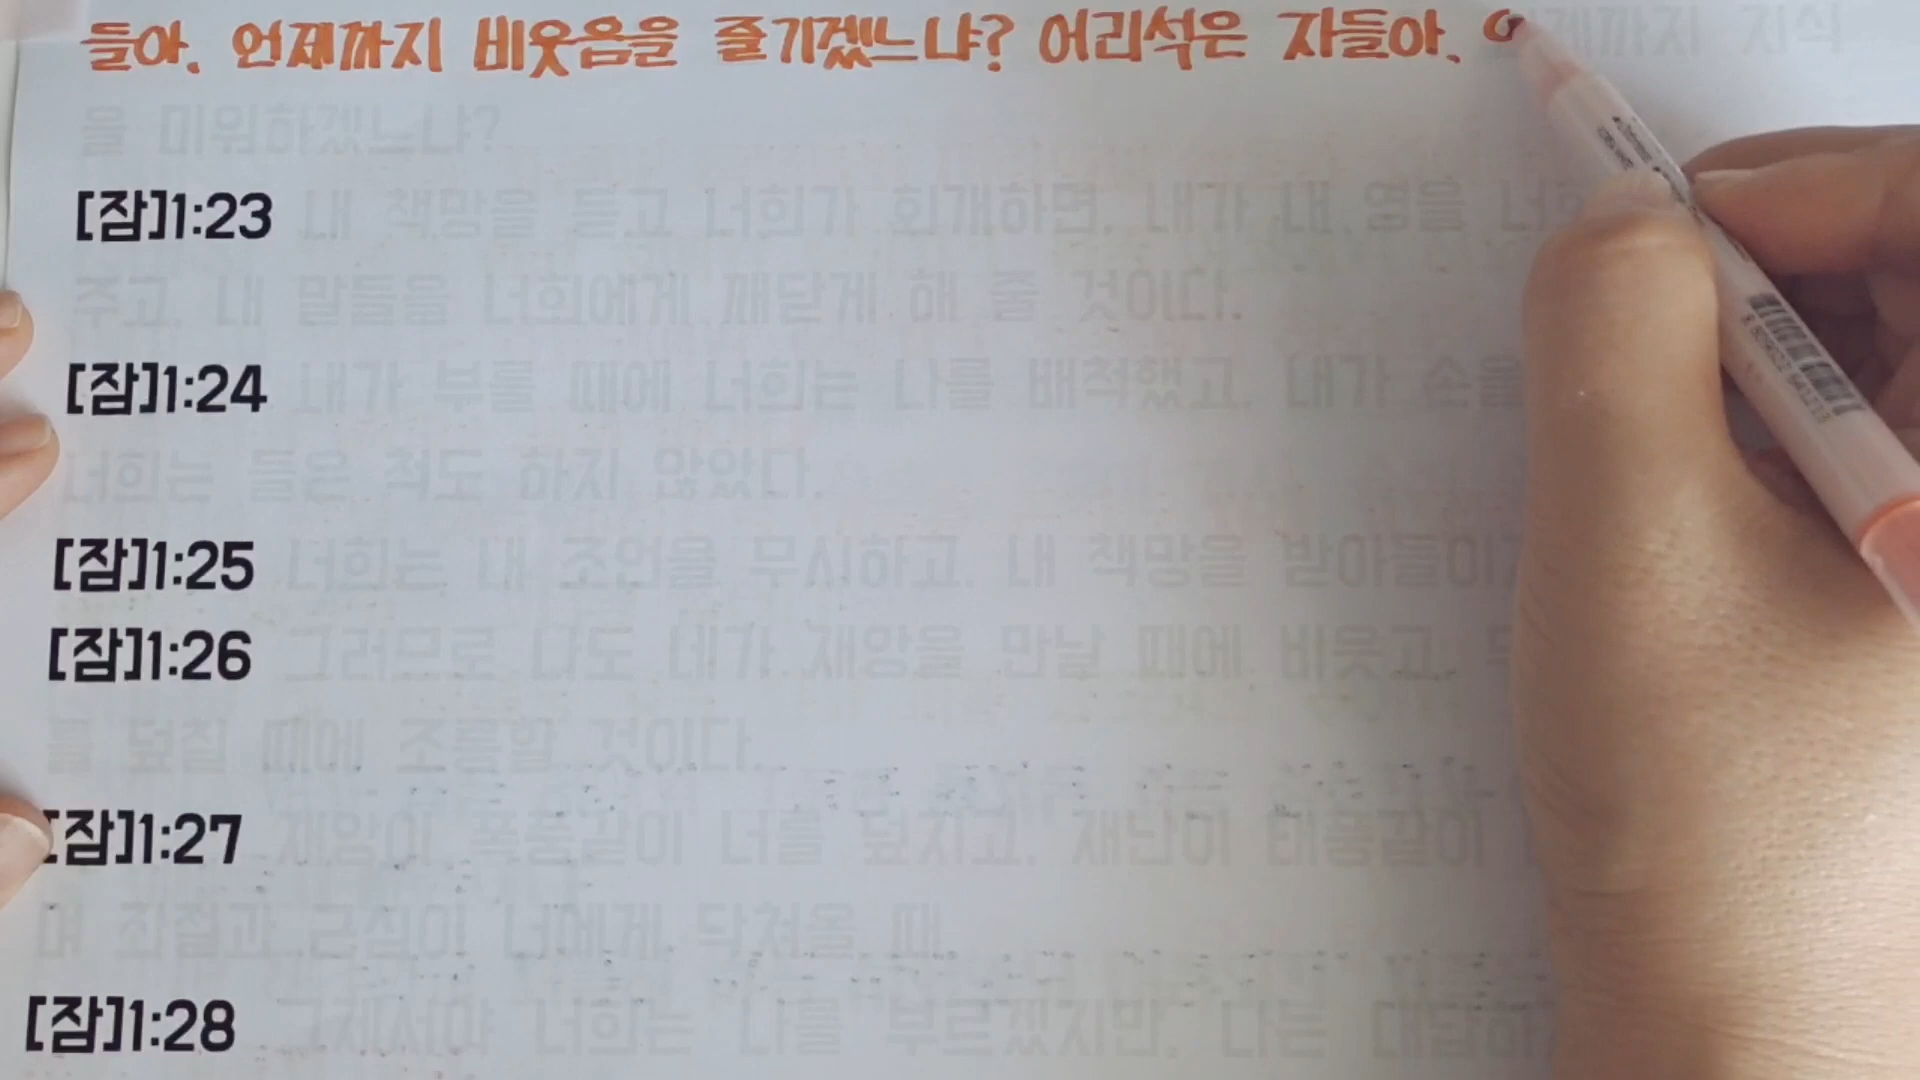 들아. 언제까지 비웃음을 즐기겠느냐? 어리석은 자들아. 언제까지 지식
을 미워하겠느냐?
[잠]1:23 내 책망을 듣고 너희가 회개하면, 내가 내 영을
주고, 내 말들을 너희에게 깨닫게 해 줄 것이다.
[잠]1:24 내가 부를 때에 너희는 나를 배척했고, 내가 손을
너희는 들은 척도 하지 않았다.
[잠]1:25 너희는 내 조언을 무시하고, 내 책망을
[잠]1:26 그러므로 나도 네가 재앙을 만날 때에 비웃고,
를 덮칠 때에 조롱할 것이다.
[잠]1:27 재앙이 폭풍같이 너를 덮치고, 재난이 태풍같이
며 좌절과 근심이 너에게 닥쳐올 때,
[잠]1:28 그제서야 너희는 나를 부르겠지만, 나는